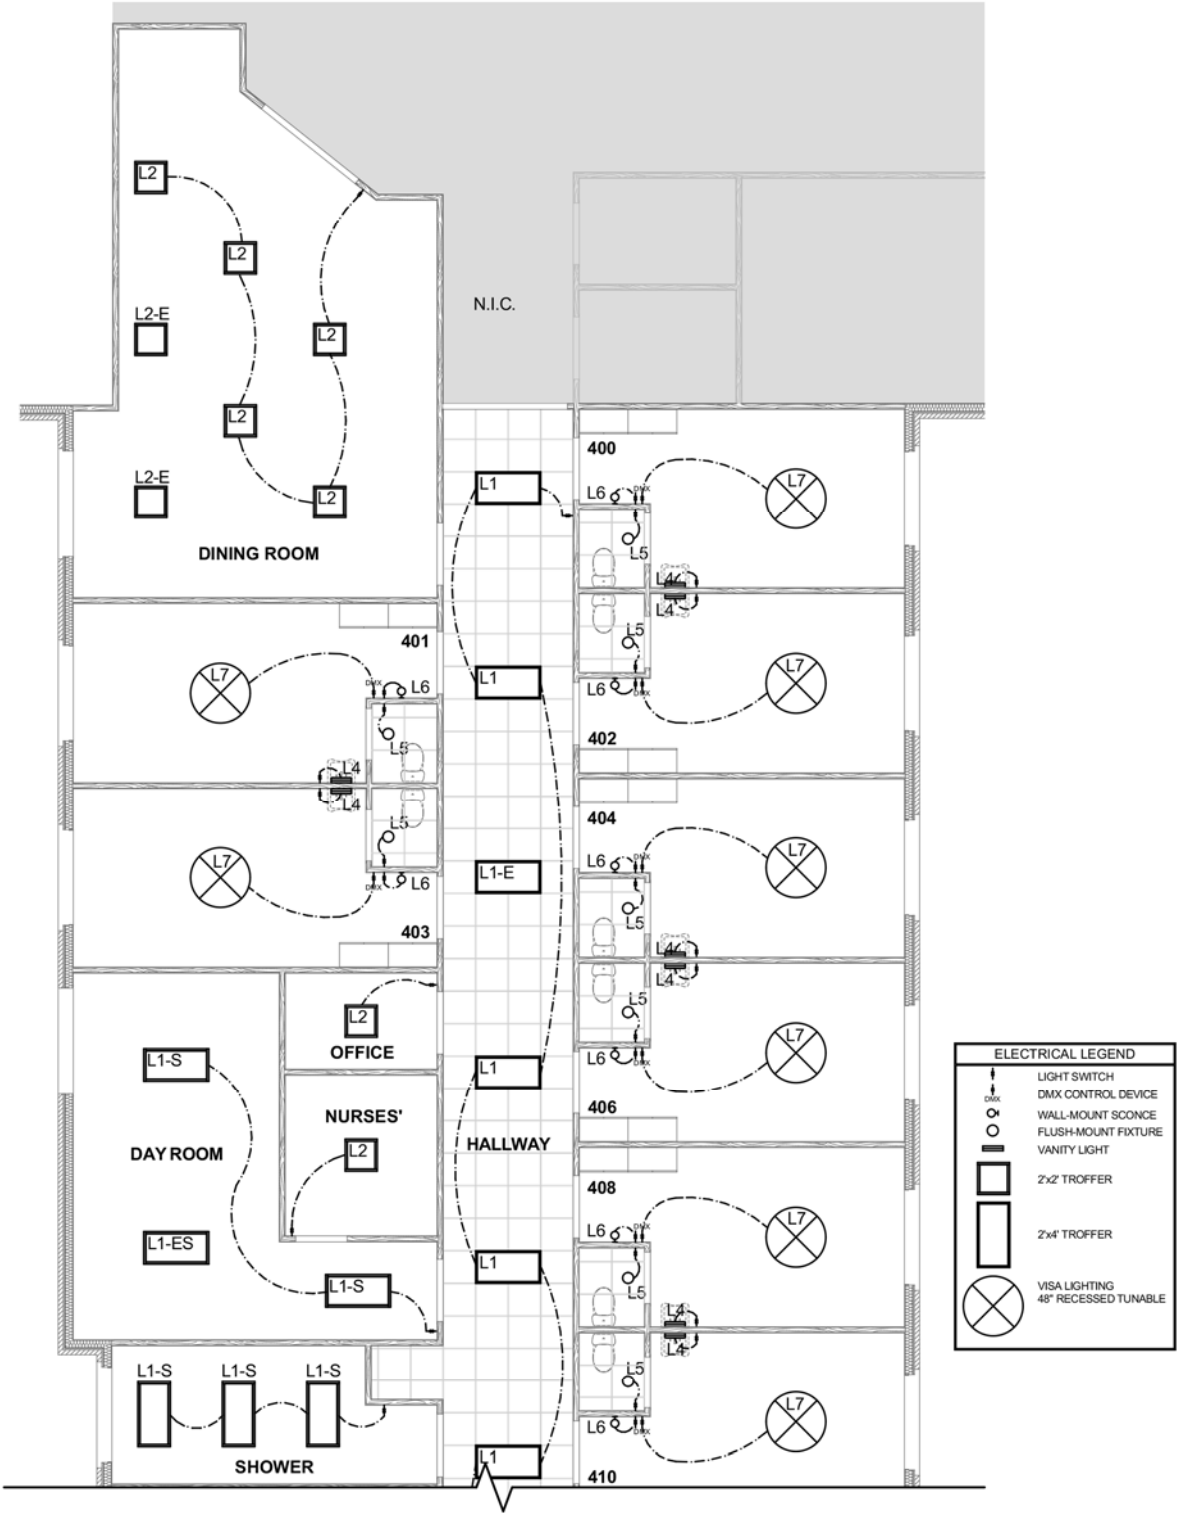 L2
L2
N.I.C.
L2-E
L2
L2
400
L7
L2-E
L2
L1
L6
DMX
L5
DINING ROOM
L4
L4
401
L5
L7
L7
L1
L6
DMX
DMX
L6
402
L5
L4
L4
404
L5
L7
L1-E
L6
DMX
L7
DMX
L6
L5
403
L4
L4
L5
L2
OFFICE
L7
L1-S
L1
L6
DMX
406
NURSES'
HALLWAY
DAY ROOM
L2
408
L6
DMX
L7
L1-ES
L1
L1-S
L5
L4
L4
L5
L1-S
L1-S
L1-S
L7
L6
DMX
L1
SHOWER
410
ELECTRICAL LEGEND
LIGHT SWITCH
DMX CONTROL DEVICE
DMX
WALL-MOUNT SCONCE
FLUSH-MOUNT FIXTURE
VANITY LIGHT
2'x2' TROFFER
2'x4' TROFFER
VISA LIGHTING
48" RECESSED TUNABLE